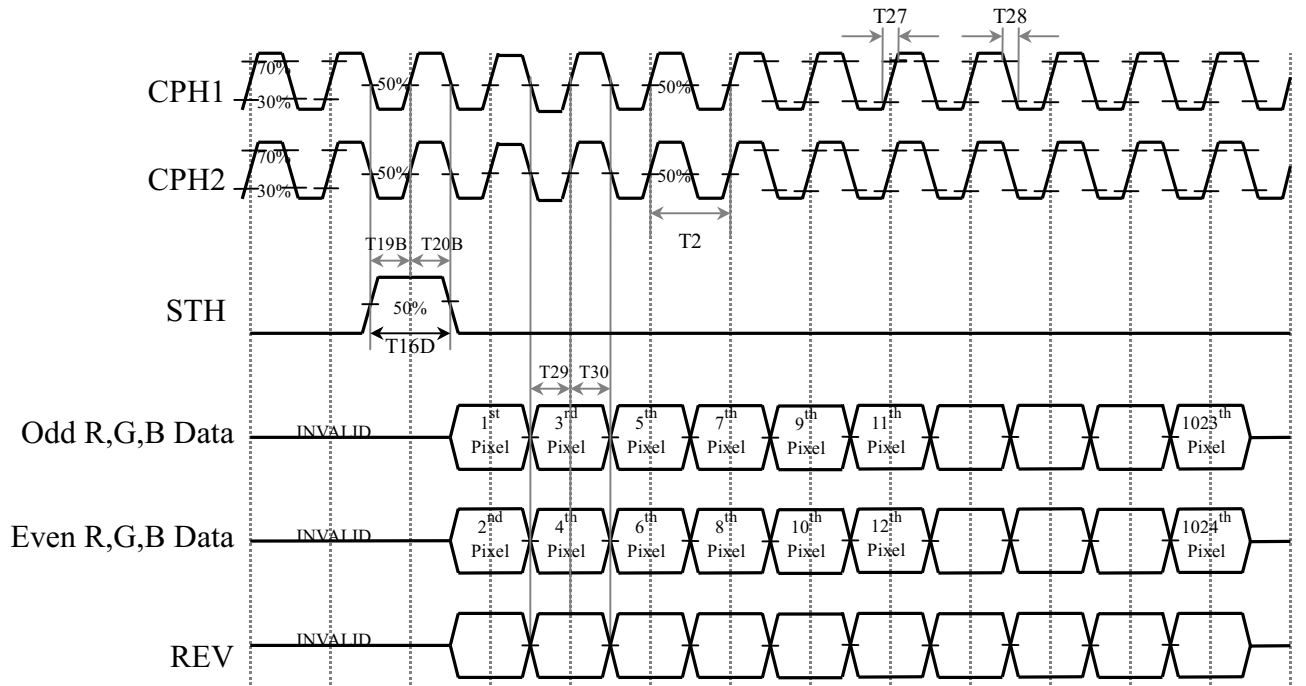 T27 T28
CPH1 70% 30% 50% 50%
CPH2 70% 30% 50% 50%
T19B T20B T2
STH 50%
T16D
T29 T30
Odd R,G,B Data INVALID 1st Pixel 3rd Pixel 5th Pixel 7th Pixel 9th Pixel 11th Pixel 1023th Pixel
Even R,G,B Data INVALID 2nd Pixel 4th Pixel 6th Pixel 8th Pixel 10th Pixel 12th Pixel 1024th Pixel
REV INVALID